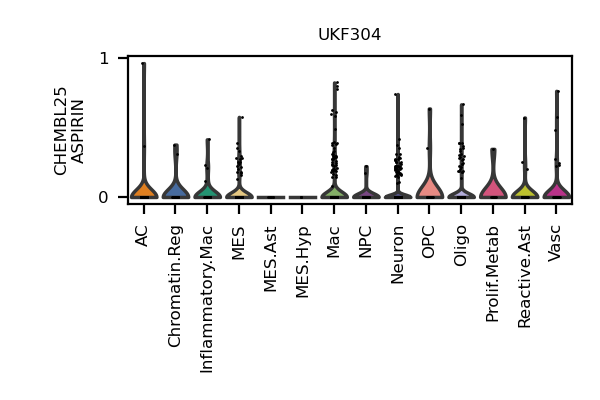 UKF304
CHEMBL25
ASPIRIN
1
0
AC
Chromatin.Reg
Inflammatory.Mac
MES
MES.Ast
MES.Hyp
Mac
NPC
Neuron
OPC
Oligo
Prolif.Metab
Reactive.Ast
Vasc